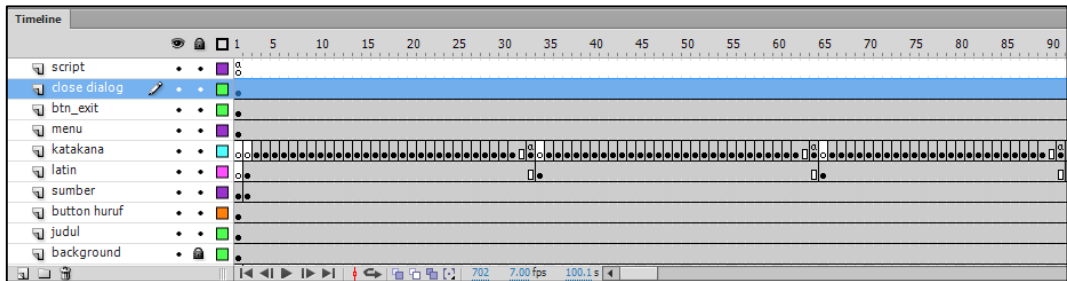 Timeline
1 5 10 15 20 25 30 35 40 45 50 55 60 65 70 75 80 85 90
script
close dialog
btn_exit
menu
katakana
latin
sumber
button huruf
judul
background
702 7.00 fps 100.1 s